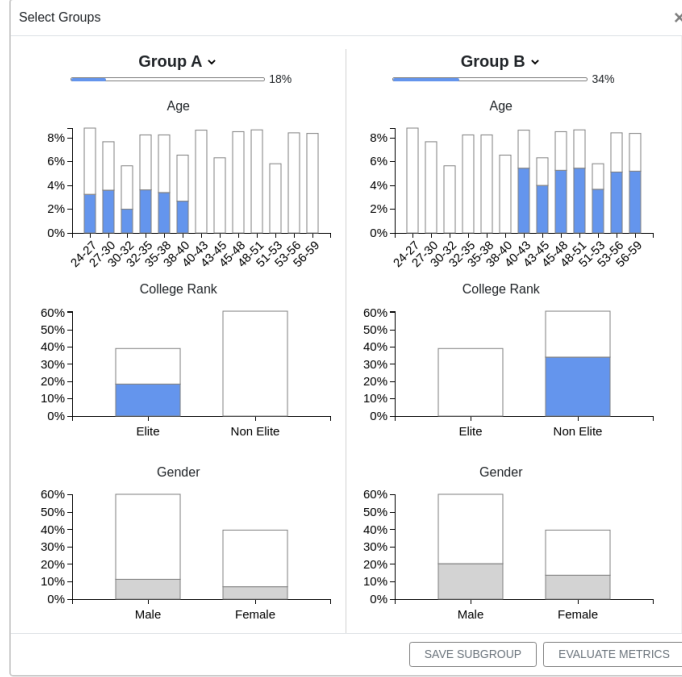 Select Groups ×
Group A
18%
Age
8%
6%
4%
2%
0%
24-27 27-30 30-32 32-35 35-38 38-40 40-43 43-45 45-48 48-51 51-53 53-56 56-59
College Rank
60%
50%
40%
30%
20%
10%
0%
Elite Non Elite
Gender
60%
50%
40%
30%
20%
10%
0%
Male Female
Group B
34%
Age
8%
6%
4%
2%
0%
24-27 27-30 30-32 32-35 35-38 38-40 40-43 43-45 45-48 48-51 51-53 53-56 56-59
College Rank
60%
50%
40%
30%
20%
10%
0%
Elite Non Elite
Gender
60%
50%
40%
30%
20%
10%
0%
Male Female
SAVE SUBGROUP EVALUATE METRICS